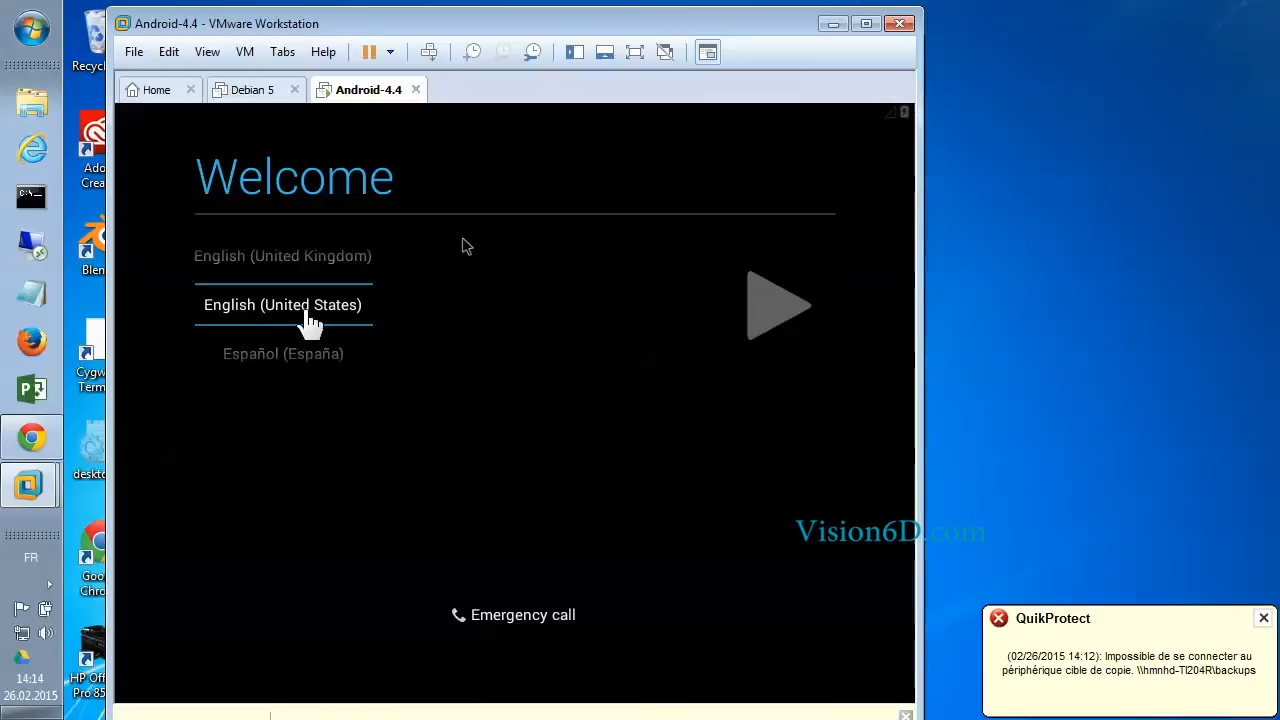 Android-4.4 - VMware Workstation
File Edit View VM Tabs Help
Home Debian 5 Android-4.4
Welcome
English (United Kingdom)
English (United States)
Español (España)
Emergency call
Vision6D.com
QuikProtect
(02/26/2015 14:12): Impossible de se connecter au
périphérique cible de copie. \\hmnhd-TI204R\backups
Recyc
Ado
Crea
Blen
Cygw
Term
deskto
Goo
Chro
HP Off
Pro 85
FR
14:14
26.02.2015